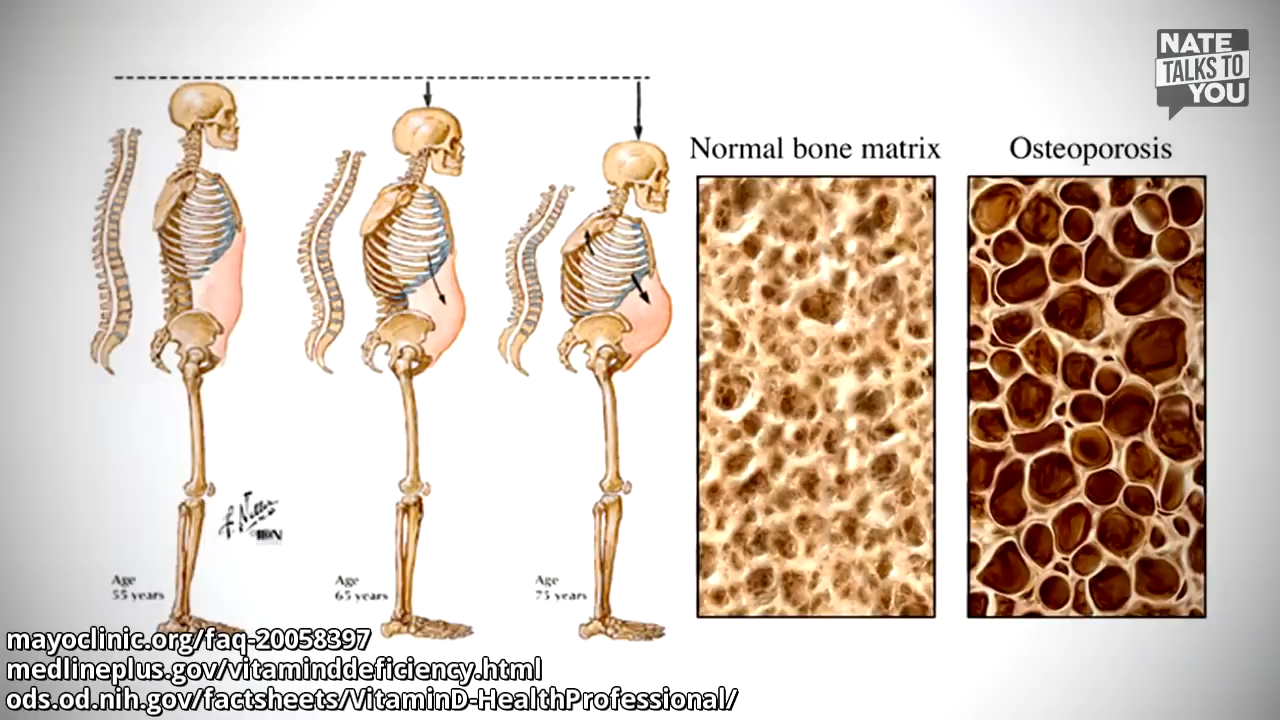 NATE
TALKS TO
YOU
Normal bone matrix
Osteoporosis
Age
55 years
Age
65 years
Age
75 years
mayoclinic.org/faq-20058397
medlineplus.gov/vitaminddeficiency.html
ods.od.nih.gov/factsheets/VitaminD-HealthProfessional/